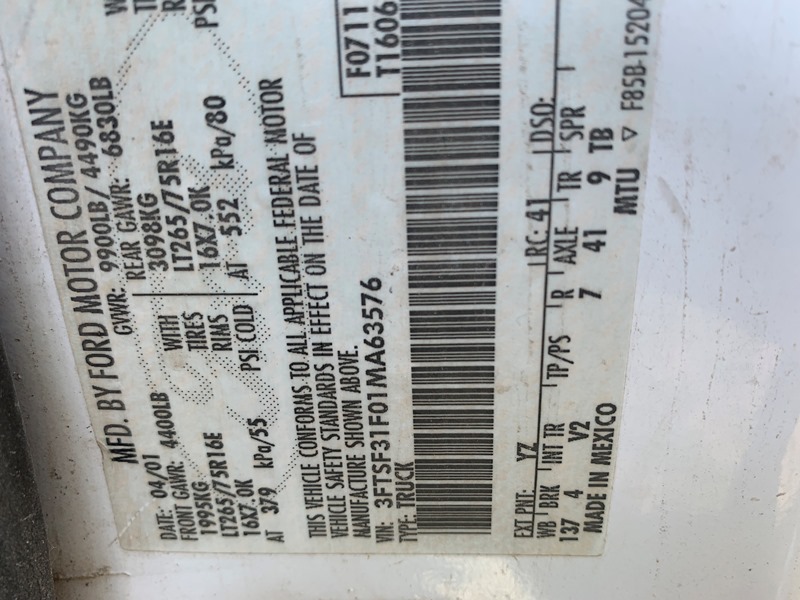 MFD. BY FORD MOTOR COMPANY
DATE: 04/01 GVWR: 9900LB/ 4490KG
FRONT GAWR: 4400LB REAR GAWR: 6830LB
1995KG WITH 3098KG
LT265/75R16E TIRES LT265/75R16E
16X7.0K RIMS 16X7.0K
AT 379 kPa/55 PSI COLD AT 552 kPa/80 PSI
THIS VEHICLE CONFORMS TO ALL APPLICABLE FEDERAL MOTOR
VEHICLE SAFETY STANDARDS IN EFFECT ON THE DATE OF
MANUFACTURE SHOWN ABOVE.
VIN: 3FTSF31F01MA63576 F0711
TYPE: TRUCK T1606
EXT PNT: YZ RC: 41 DSO:
WB BRK INT TR TP/PS R AXLE TR SPR
137 4 V2 7 41 9 TB
MADE IN MEXICO MTU ▽ F85B-15204